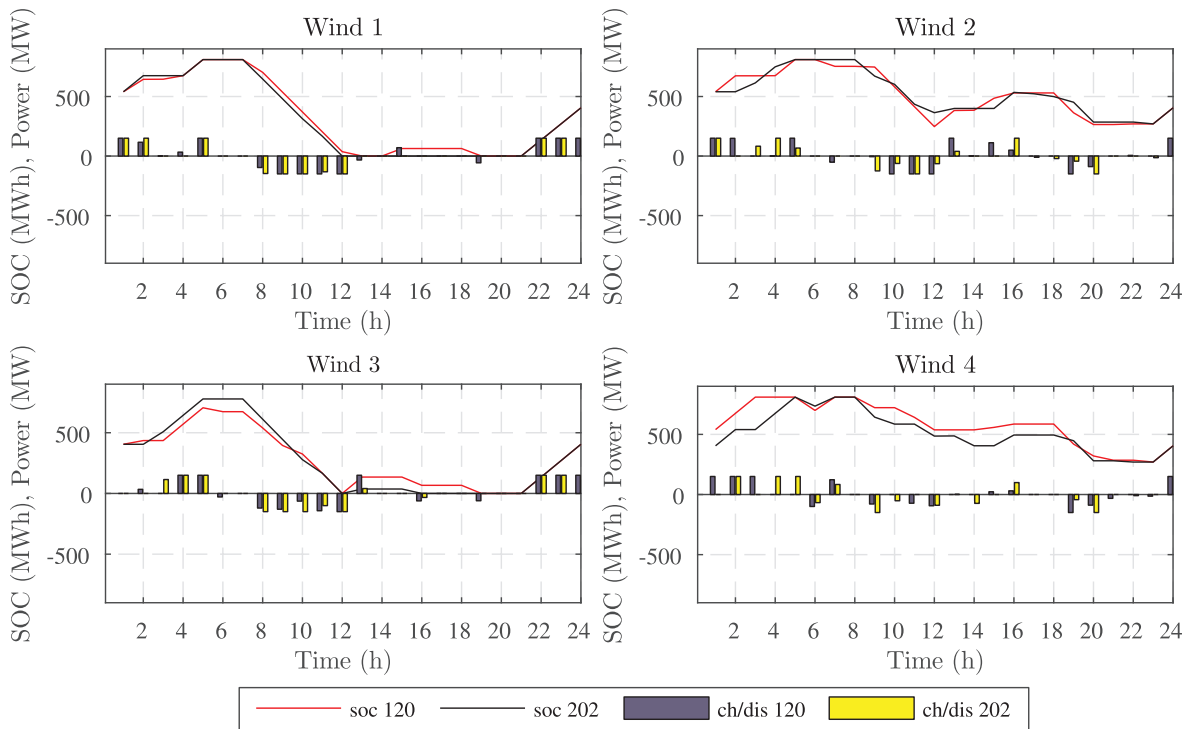 Wind 1
Wind 2
SOC (MWh), Power (MW)
500
0
-500
2 4 6 8 10 12 14 16 18 20 22 24
Time (h)
SOC (MWh), Power (MW)
500
0
-500
2 4 6 8 10 12 14 16 18 20 22 24
Time (h)
Wind 3
Wind 4
SOC (MWh), Power (MW)
500
0
-500
2 4 6 8 10 12 14 16 18 20 22 24
Time (h)
SOC (MWh), Power (MW)
500
0
-500
2 4 6 8 10 12 14 16 18 20 22 24
Time (h)
soc 120 soc 202 ch/dis 120 ch/dis 202